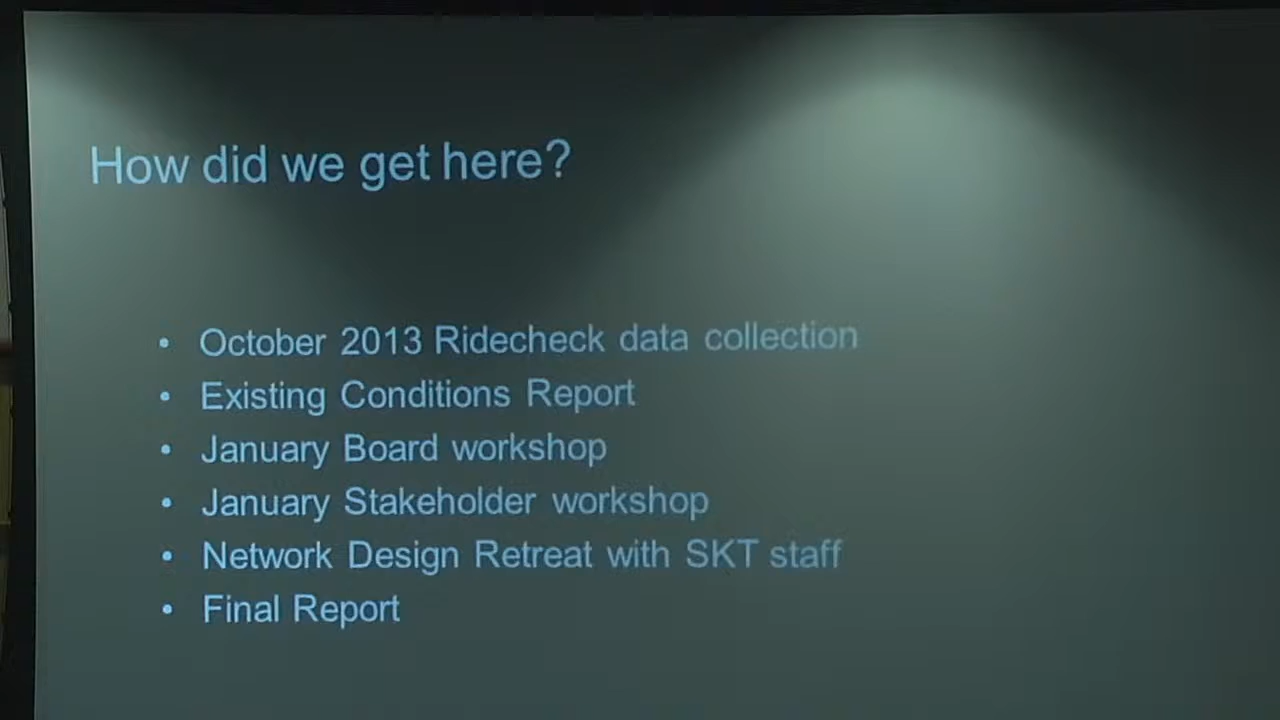 How did we get here?
• October 2013 Ridecheck data collection
• Existing Conditions Report
• January Board workshop
• January Stakeholder workshop
• Network Design Retreat with SKT staff
• Final Report